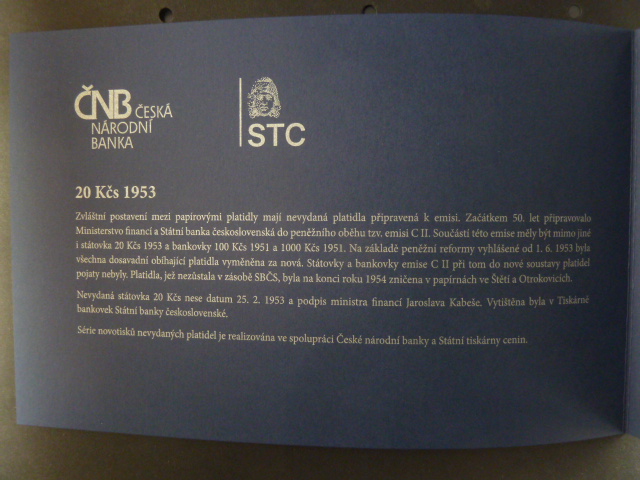 ČNB ČESKÁ
NÁRODNÍ
BANKA
STC
20 Kčs 1953
Zvláštní postavení mezi papírovými platidly mají nevydaná platidla připravená k emisi. Začátkem 50. let připravovalo
Ministerstvo financí a Státní banka československá do peněžního oběhu tzv. emisi C II. Součástí této emise měly být mimo jiné
i státovka 20 Kčs 1953 a bankovky 100 Kčs 1951 a 1000 Kčs 1951. Na základě peněžní reformy vyhlášené od 1. 6. 1953 byla
všechna dosavadní obíhající platidla vyměněna za nová. Státovky a bankovky emise C II při tom do nové soustavy platidel
pojaty nebyly. Platidla, jež nezůstala v zásobě SBČS, byla na konci roku 1954 zničena v papírnách ve Štětí a Otrokovicích.
Nevydaná státovka 20 Kčs nese datum 25. 2. 1953 a podpis ministra financí Jaroslava Kabeše. Vytištěna byla v Tiskárně
bankovek Státní banky československé.
Série novotisků nevydaných platidel je realizována ve spolupráci České národní banky a Státní tiskárny cenin.